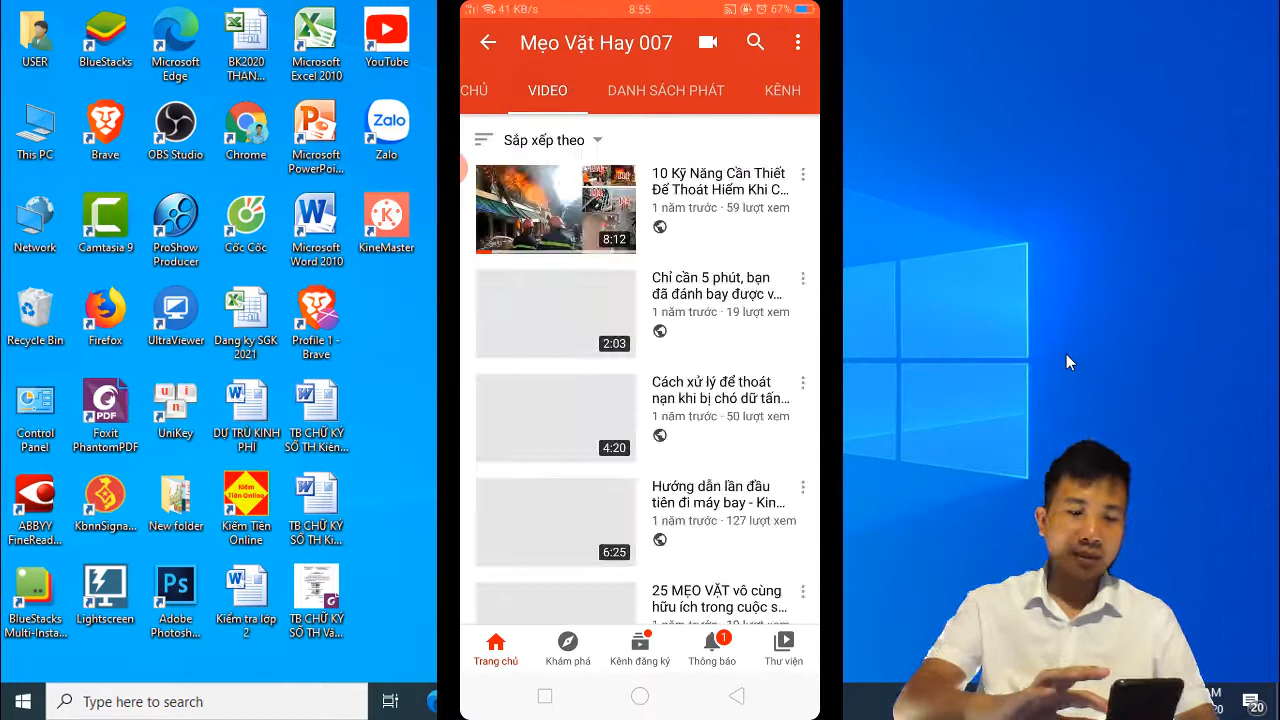 USER
BlueStacks
Microsoft
Edge
BK2020
THAN...
Microsoft
Excel 2010
YouTube
This PC
Brave
OBS Studio
Chrome
Microsoft
PowerPoi...
Zalo
Zalo
Network
Camtasia 9
ProShow
Producer
Cốc Cốc
Microsoft
Word 2010
KineMaster
Recycle Bin
Firefox
UltraViewer
Dang ky SGK
2021
Profile 1 -
Brave
Control
Panel
PDF
Foxit
PhantomPDF
UniKey
DỰ TRÙ KINH
PHÍ
TB CHỮ KÝ
SỐ TH Kiên...
ABBYY
FineRead...
KbnnSigna...
New folder
Kiếm
Tiền Online
Kiếm Tiền
Online
TB CHỮ KÝ
SỐ TH Ki...
BlueStacks
Multi-Insta...
Lightscreen
Ps
Adobe
Photosh...
Kiểm tra lớp
2
TB CHỮ KÝ
SỐ TH Vă...
41 KB/s
8:55
67%
Mẹo Vặt Hay 007
CHỦ
VIDEO
DANH SÁCH PHÁT
KÊNH
Sắp xếp theo
8:12
10 Kỹ Năng Cần Thiết
Để Thoát Hiểm Khi C...
1 năm trước · 59 lượt xem
2:03
Chỉ cần 5 phút, bạn
đã đánh bay được v...
1 năm trước · 19 lượt xem
4:20
Cách xử lý để thoát
nạn khi bị chó dữ tấn...
1 năm trước · 50 lượt xem
6:25
Hướng dẫn lần đầu
tiên đi máy bay - Kin...
1 năm trước · 127 lượt xem
25 MẸO VẶT vô cùng
hữu ích trong cuộc s...
1
Trang chủ
Khám phá
Kênh đăng ký
Thông báo
Thư viện
Type here to search
20